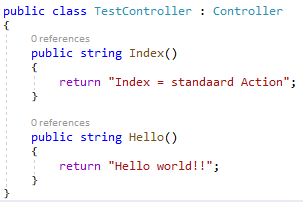 public class TestController : Controller
{
0 references
public string Index()
{
return "Index = standaard Action";
}
0 references
public string Hello()
{
return "Hello world!!";
}
}